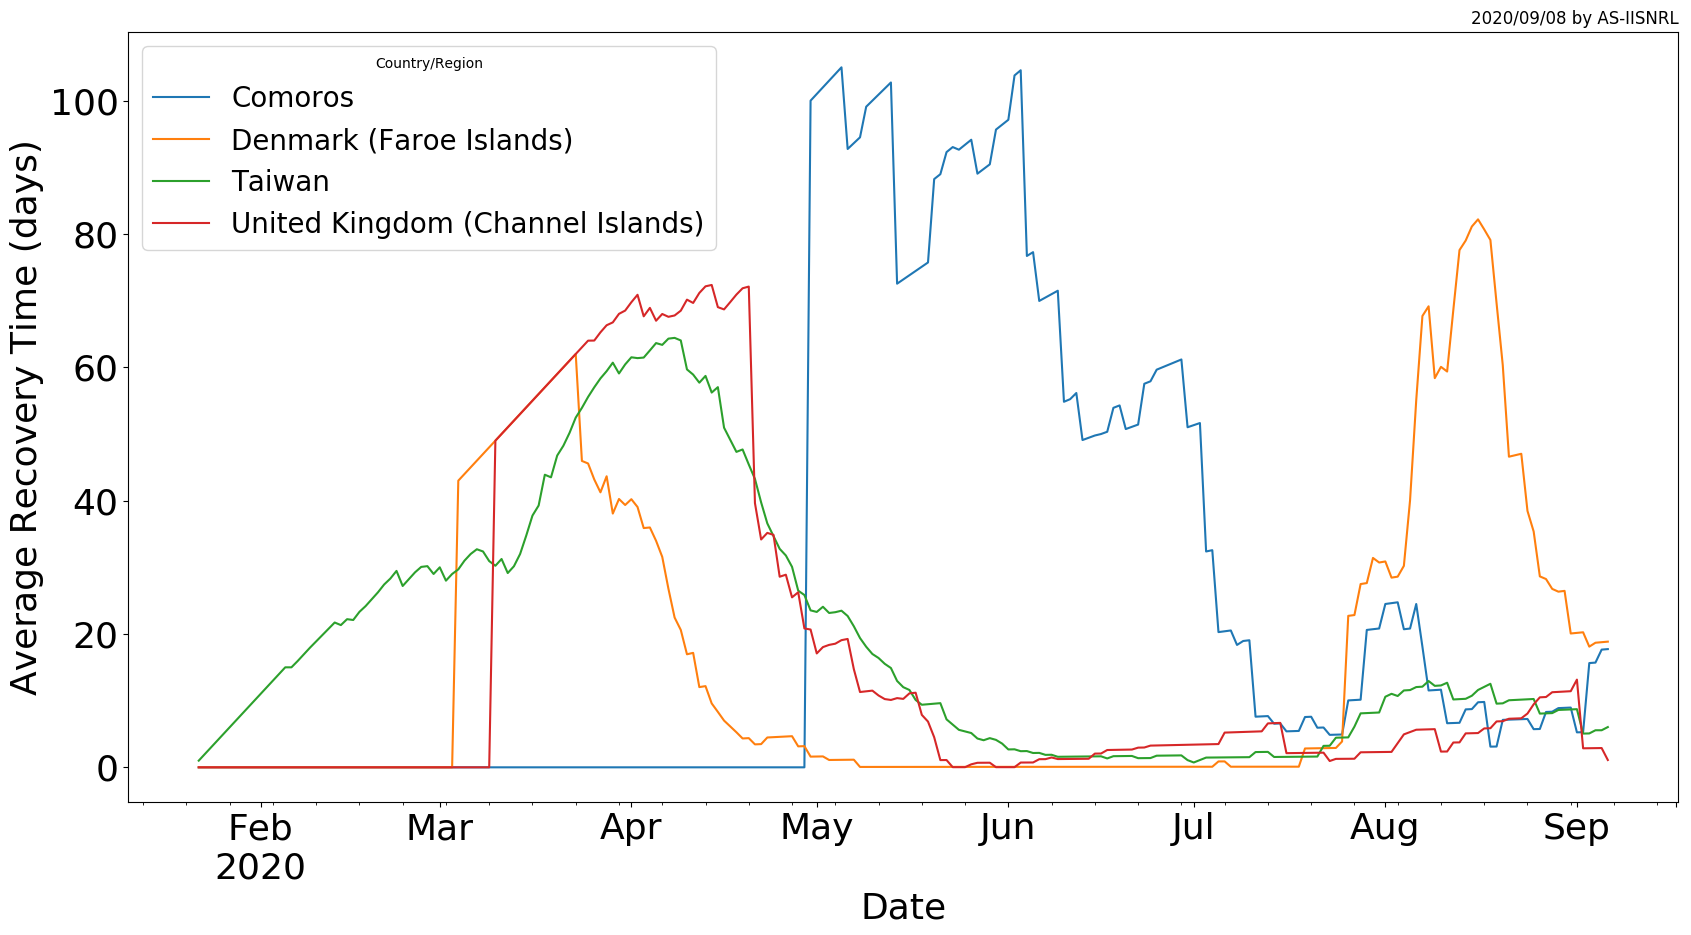 2020/09/08 by AS-IISNRL
Country/Region
Comoros
Denmark (Faroe Islands)
Taiwan
United Kingdom (Channel Islands)
Average Recovery Time (days)
100
80
60
40
20
0
Feb Mar Apr May Jun Jul Aug Sep
2020
Date